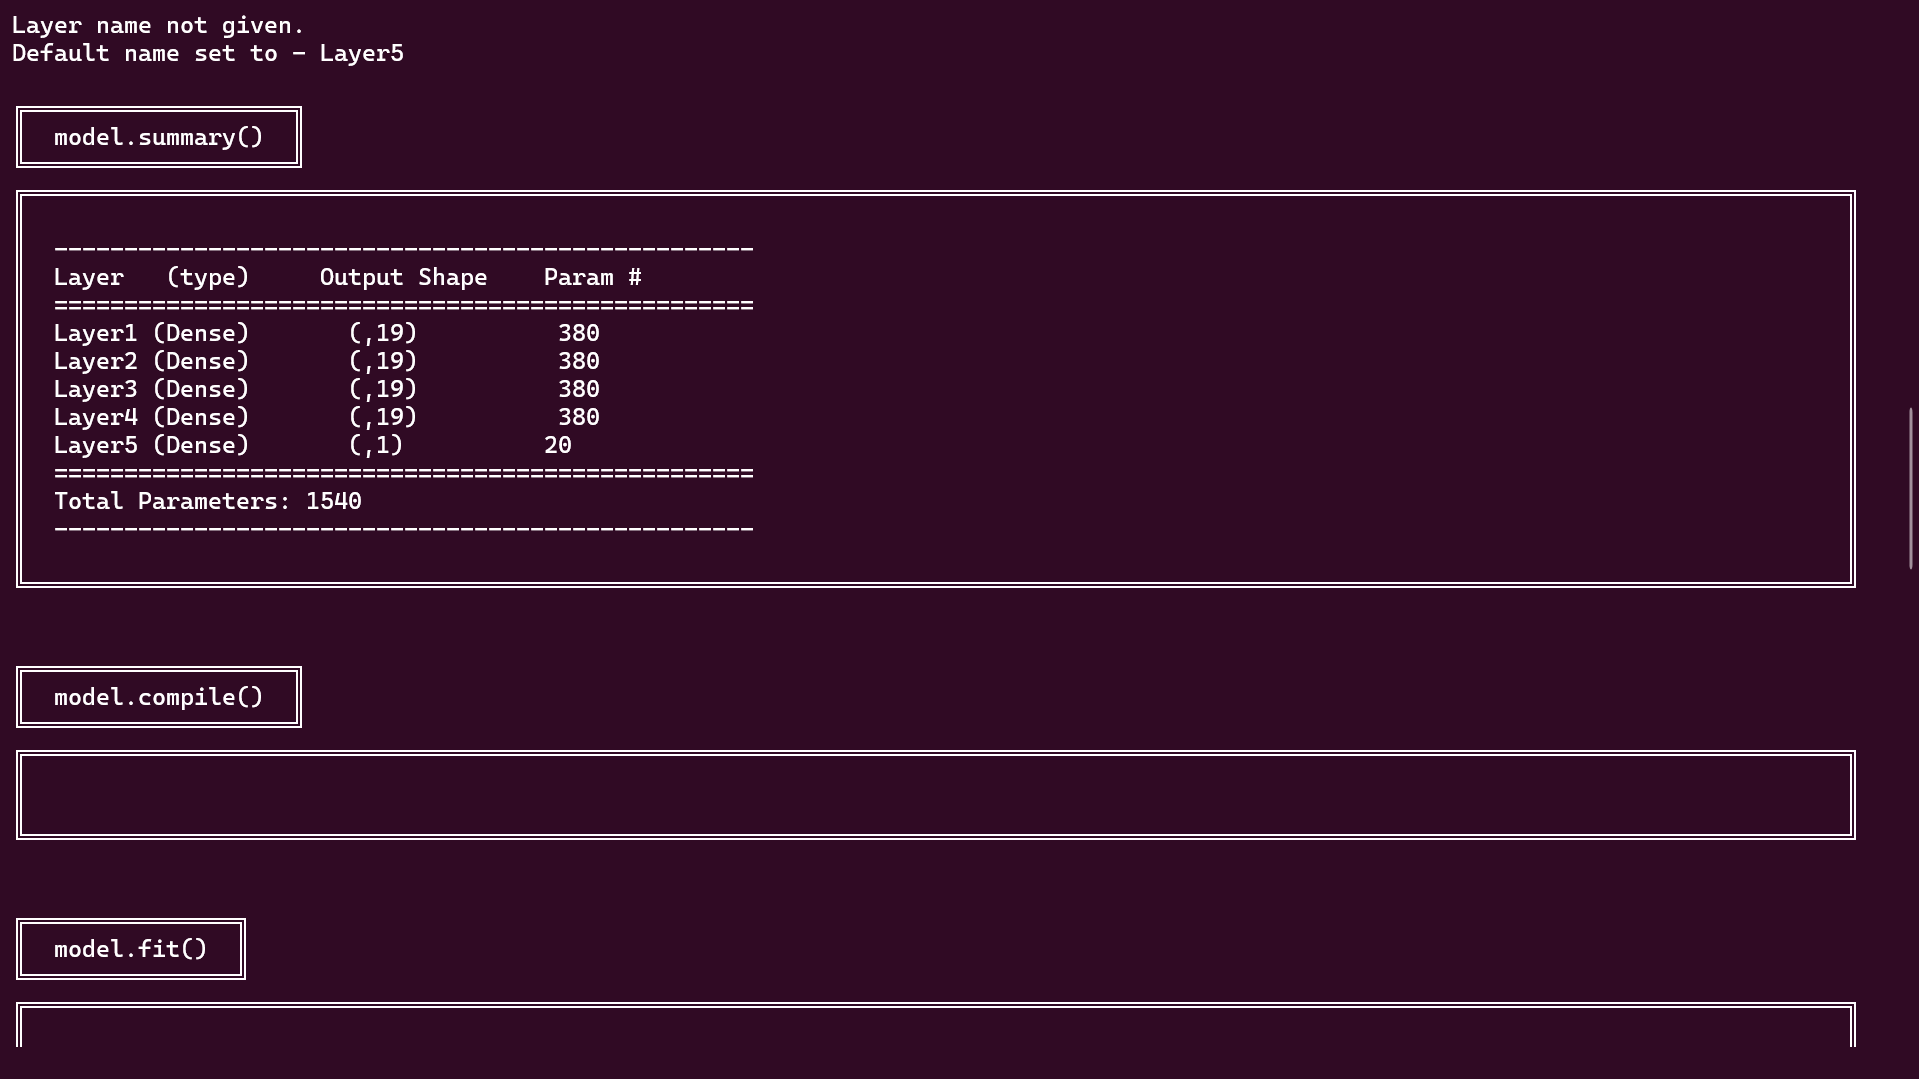 Layer name not given.
Default name set to - Layer5
model.summary()
--------------------------------------------------
Layer   (type)     Output Shape    Param #
==================================================
Layer1 (Dense)       (,19)          380
Layer2 (Dense)       (,19)          380
Layer3 (Dense)       (,19)          380
Layer4 (Dense)       (,19)          380
Layer5 (Dense)       (,1)          20
==================================================
Total Parameters: 1540
--------------------------------------------------
model.compile()
model.fit()